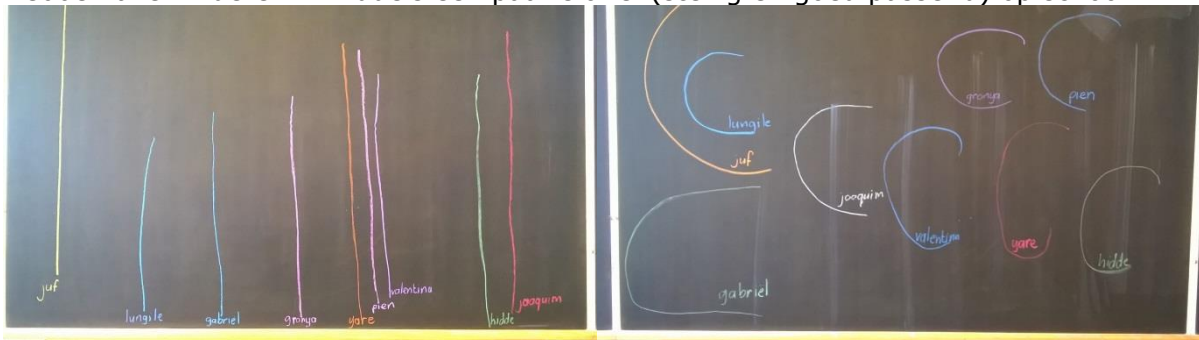 juf
lungile
gabriel
gronya
yare
pien
valentina
hidde
joaquim
lungile
juf
gabriel
joaquim
valentina
gronya
pien
yare
hidde